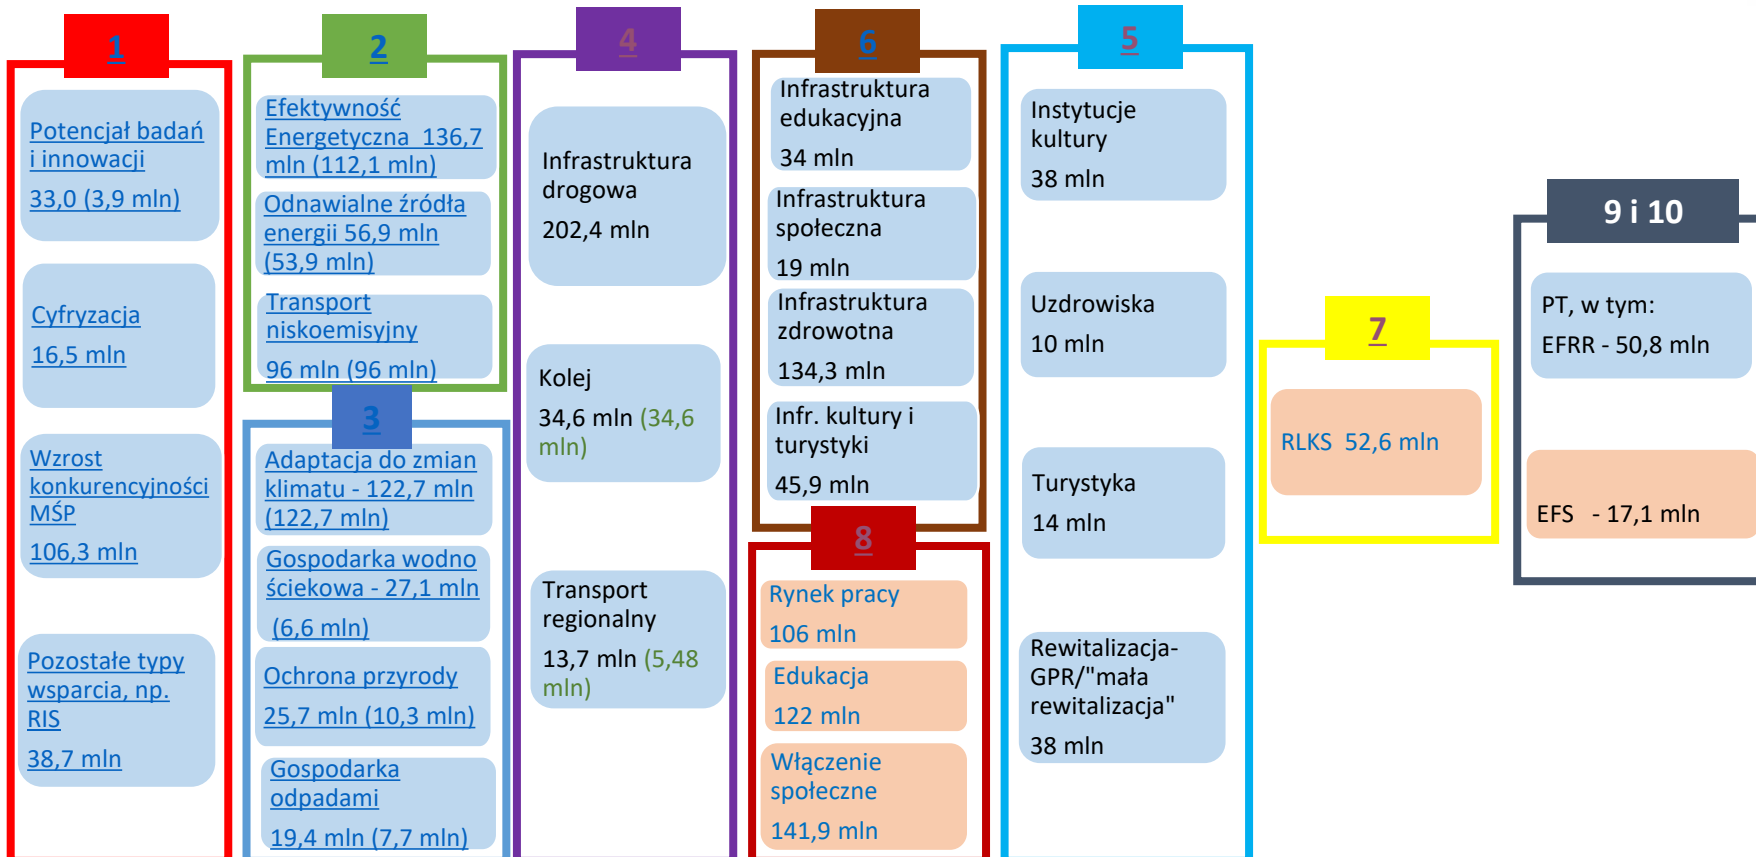 1
Potencjał badań
i innowacji
33,0 (3,9 mln)
Cyfryzacja
16,5 mln
Wzrost
konkurencyjności
MŚP
106,3 mln
Pozostałe typy
wsparcia, np.
RIS
38,7 mln
2
Efektywność
Energetyczna 136,7
mln (112,1 mln)
Odnawialne źródła
energii 56,9 mln
(53,9 mln)
Transport
niskoemisyjny
96 mln (96 mln)
3
Adaptacja do zmian
klimatu - 122,7 mln
(122,7 mln)
Gospodarka wodno
ściekowa - 27,1 mln
(6,6 mln)
Ochrona przyrody
25,7 mln (10,3 mln)
Gospodarka
odpadami
19,4 mln (7,7 mln)
4
Infrastruktura
drogowa
202,4 mln
Kolej
34,6 mln (34,6
mln)
Transport
regionalny
13,7 mln (5,48
mln)
6
Infrastruktura
edukacyjna
34 mln
Infrastruktura
społeczna
19 mln
Infrastruktura
zdrowotna
134,3 mln
Infr. kultury i
turystyki
45,9 mln
8
Rynek pracy
106 mln
Edukacja
122 mln
Włączenie
społeczne
141,9 mln
5
Instytucje
kultury
38 mln
Uzdrowiska
10 mln
Turystyka
14 mln
Rewitalizacja-
GPR/"mała
rewitalizacja"
38 mln
7
RLKS 52,6 mln
9 i 10
PT, w tym:
EFRR - 50,8 mln
EFS - 17,1 mln